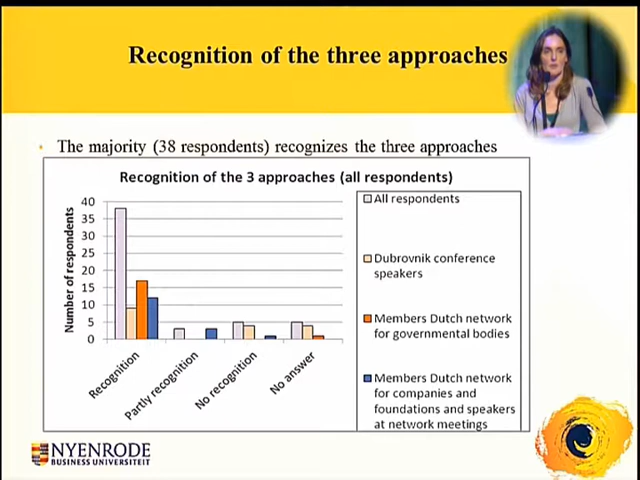 Recognition of the three approaches
• The majority (38 respondents) recognizes the three approaches
Recognition of the 3 approaches (all respondents)
Number of respondents
40
35
30
25
20
15
10
5
0
Recognition
Partly recognition
No recognition
No answer
All respondents
Dubrovnik conference
speakers
Members Dutch network
for governmental bodies
Members Dutch network
for companies and
foundations and speakers
at network meetings
NYENRODE
BUSINESS UNIVERSITEIT